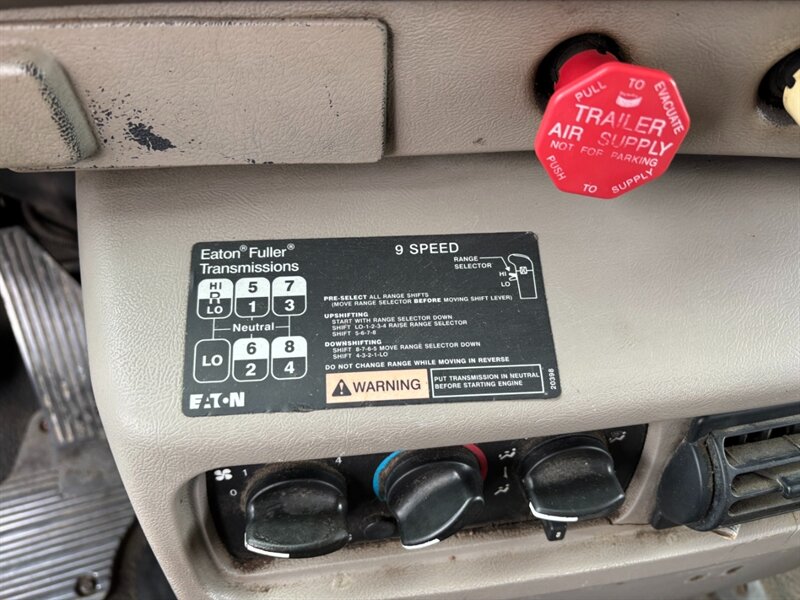 PULL TO EVACUATE
TRAILER
AIR SUPPLY
NOT FOR PARKING
PUSH TO SUPPLY
Eaton® Fuller®
Transmissions
9 SPEED
RANGE
SELECTOR
HI
LO
HI
R
LO
5
1
7
3
Neutral
LO
6
2
8
4
PRE-SELECT ALL RANGE SHIFTS
(MOVE RANGE SELECTOR BEFORE MOVING SHIFT LEVER)
UPSHIFTING
START WITH RANGE SELECTOR DOWN
SHIFT LO-1-2-3-4 RAISE RANGE SELECTOR
SHIFT 5-6-7-8
DOWNSHIFTING
SHIFT 8-7-6-5 MOVE RANGE SELECTOR DOWN
SHIFT 4-3-2-1-LO
DO NOT CHANGE RANGE WHILE MOVING IN REVERSE
WARNING
PUT TRANSMISSION IN NEUTRAL
BEFORE STARTING ENGINE
20398
EATON
0
1
4